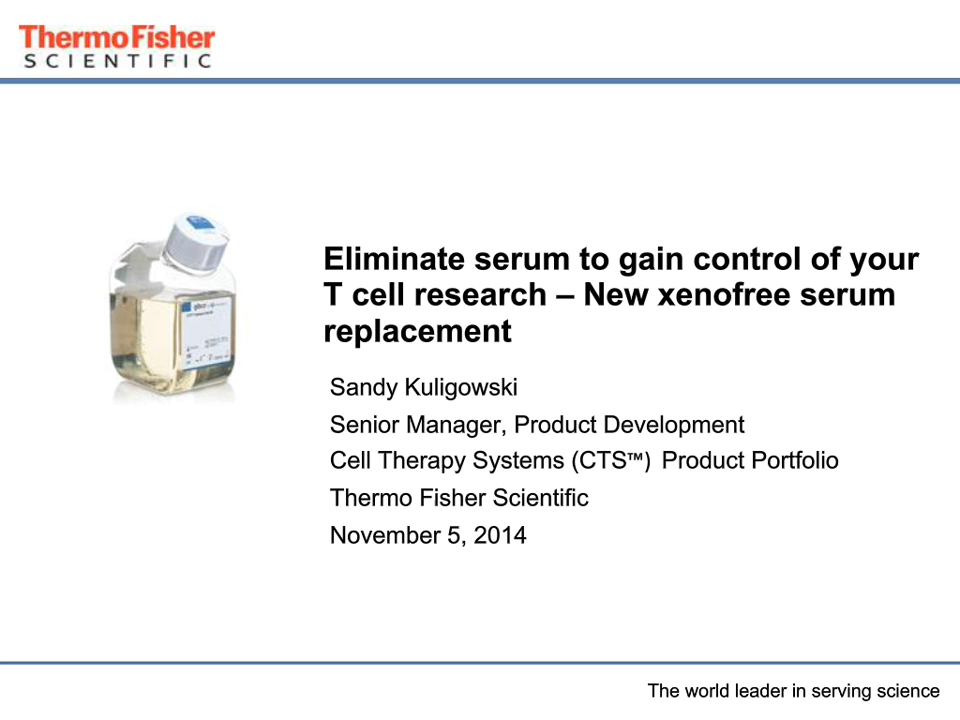 ThermoFisher
SCIENTIFIC
gibco
Eliminate serum to gain control of your
T cell research – New xenofree serum
replacement
Sandy Kuligowski
Senior Manager, Product Development
Cell Therapy Systems (CTS™) Product Portfolio
Thermo Fisher Scientific
November 5, 2014
The world leader in serving science